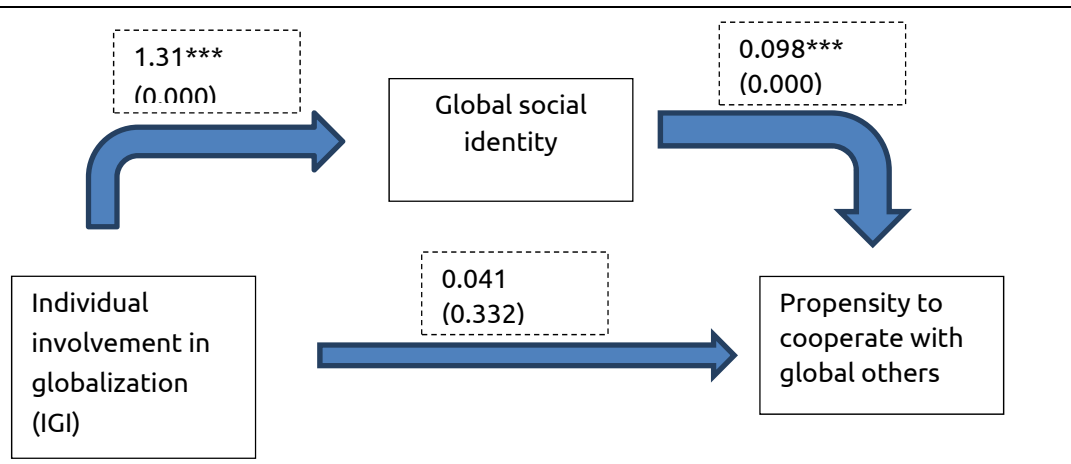 1.31***
(0.000)
0.098***
(0.000)
Global social
identity
0.041
(0.332)
Individual
involvement in
globalization
(IGI)
Propensity to
cooperate with
global others